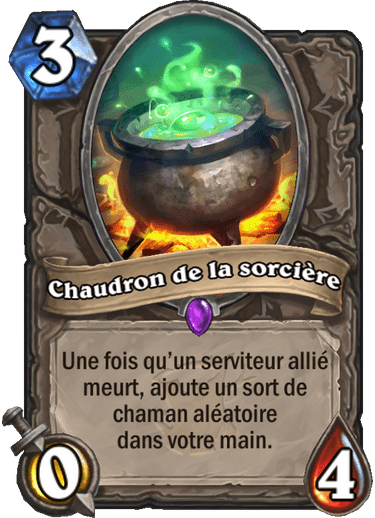 3
Chaudron de la sorcière
Une fois qu'un serviteur allié
meurt, ajoute un sort de
chaman aléatoire
dans votre main.
0
4